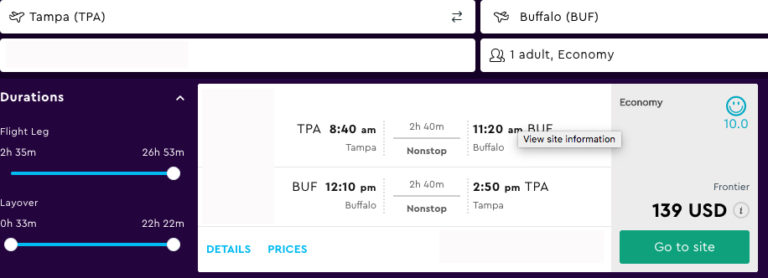 Tampa (TPA)
Buffalo (BUF)
1 adult, Economy
Durations
Flight Leg
2h 35m 26h 53m
Layover
0h 33m 22h 22m
TPA 8:40 am 2h 40m 11:20 am BUF
Tampa Nonstop Buffalo
View site information
BUF 12:10 pm 2h 40m 2:50 pm TPA
Buffalo Nonstop Tampa
DETAILS PRICES
Economy
10.0
Frontier
139 USD i
Go to site